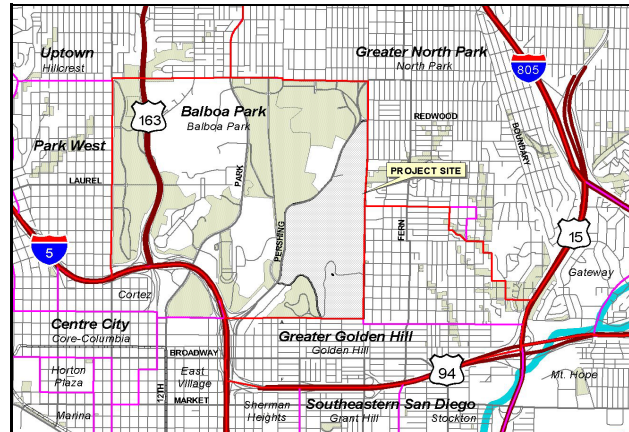 Uptown
Hillcrest
Greater North Park
North Park
805
163
Balboa Park
Balboa Park
REDWOOD
BOUNDARY
Park West
LAUREL
PARK
PROJECT SITE
PERSHING
FERN
15
5
Gateway
Cortez
Centre City
Core-Columbia
Greater Golden Hill
Golden Hill
BROADWAY
Horton
Plaza
East
Village
94
Mt. Hope
12TH
MARKET
Marina
Sherman
Heights
Southeastern San Diego
Grant Hill
Stockton